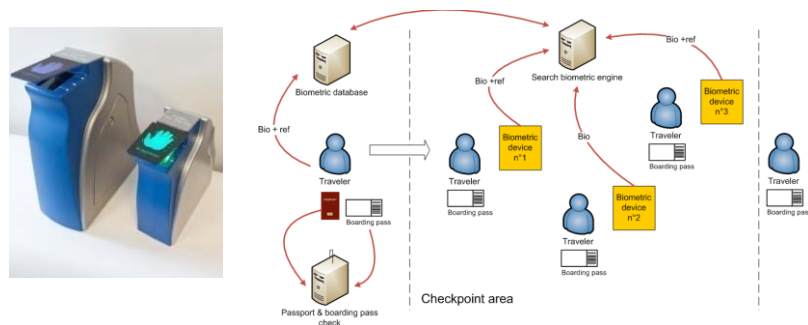 Biometric database
Search biometric engine
Bio + ref
Bio +ref
Bio
Bio +ref
Biometric
device
n°1
Biometric
device
n°2
Biometric
device
n°3
Traveler
Boarding pass
Passport & boarding pass
check
Traveler
Boarding pass
Traveler
Boarding pass
Traveler
Boarding pass
Traveler
Boarding pass
Checkpoint area